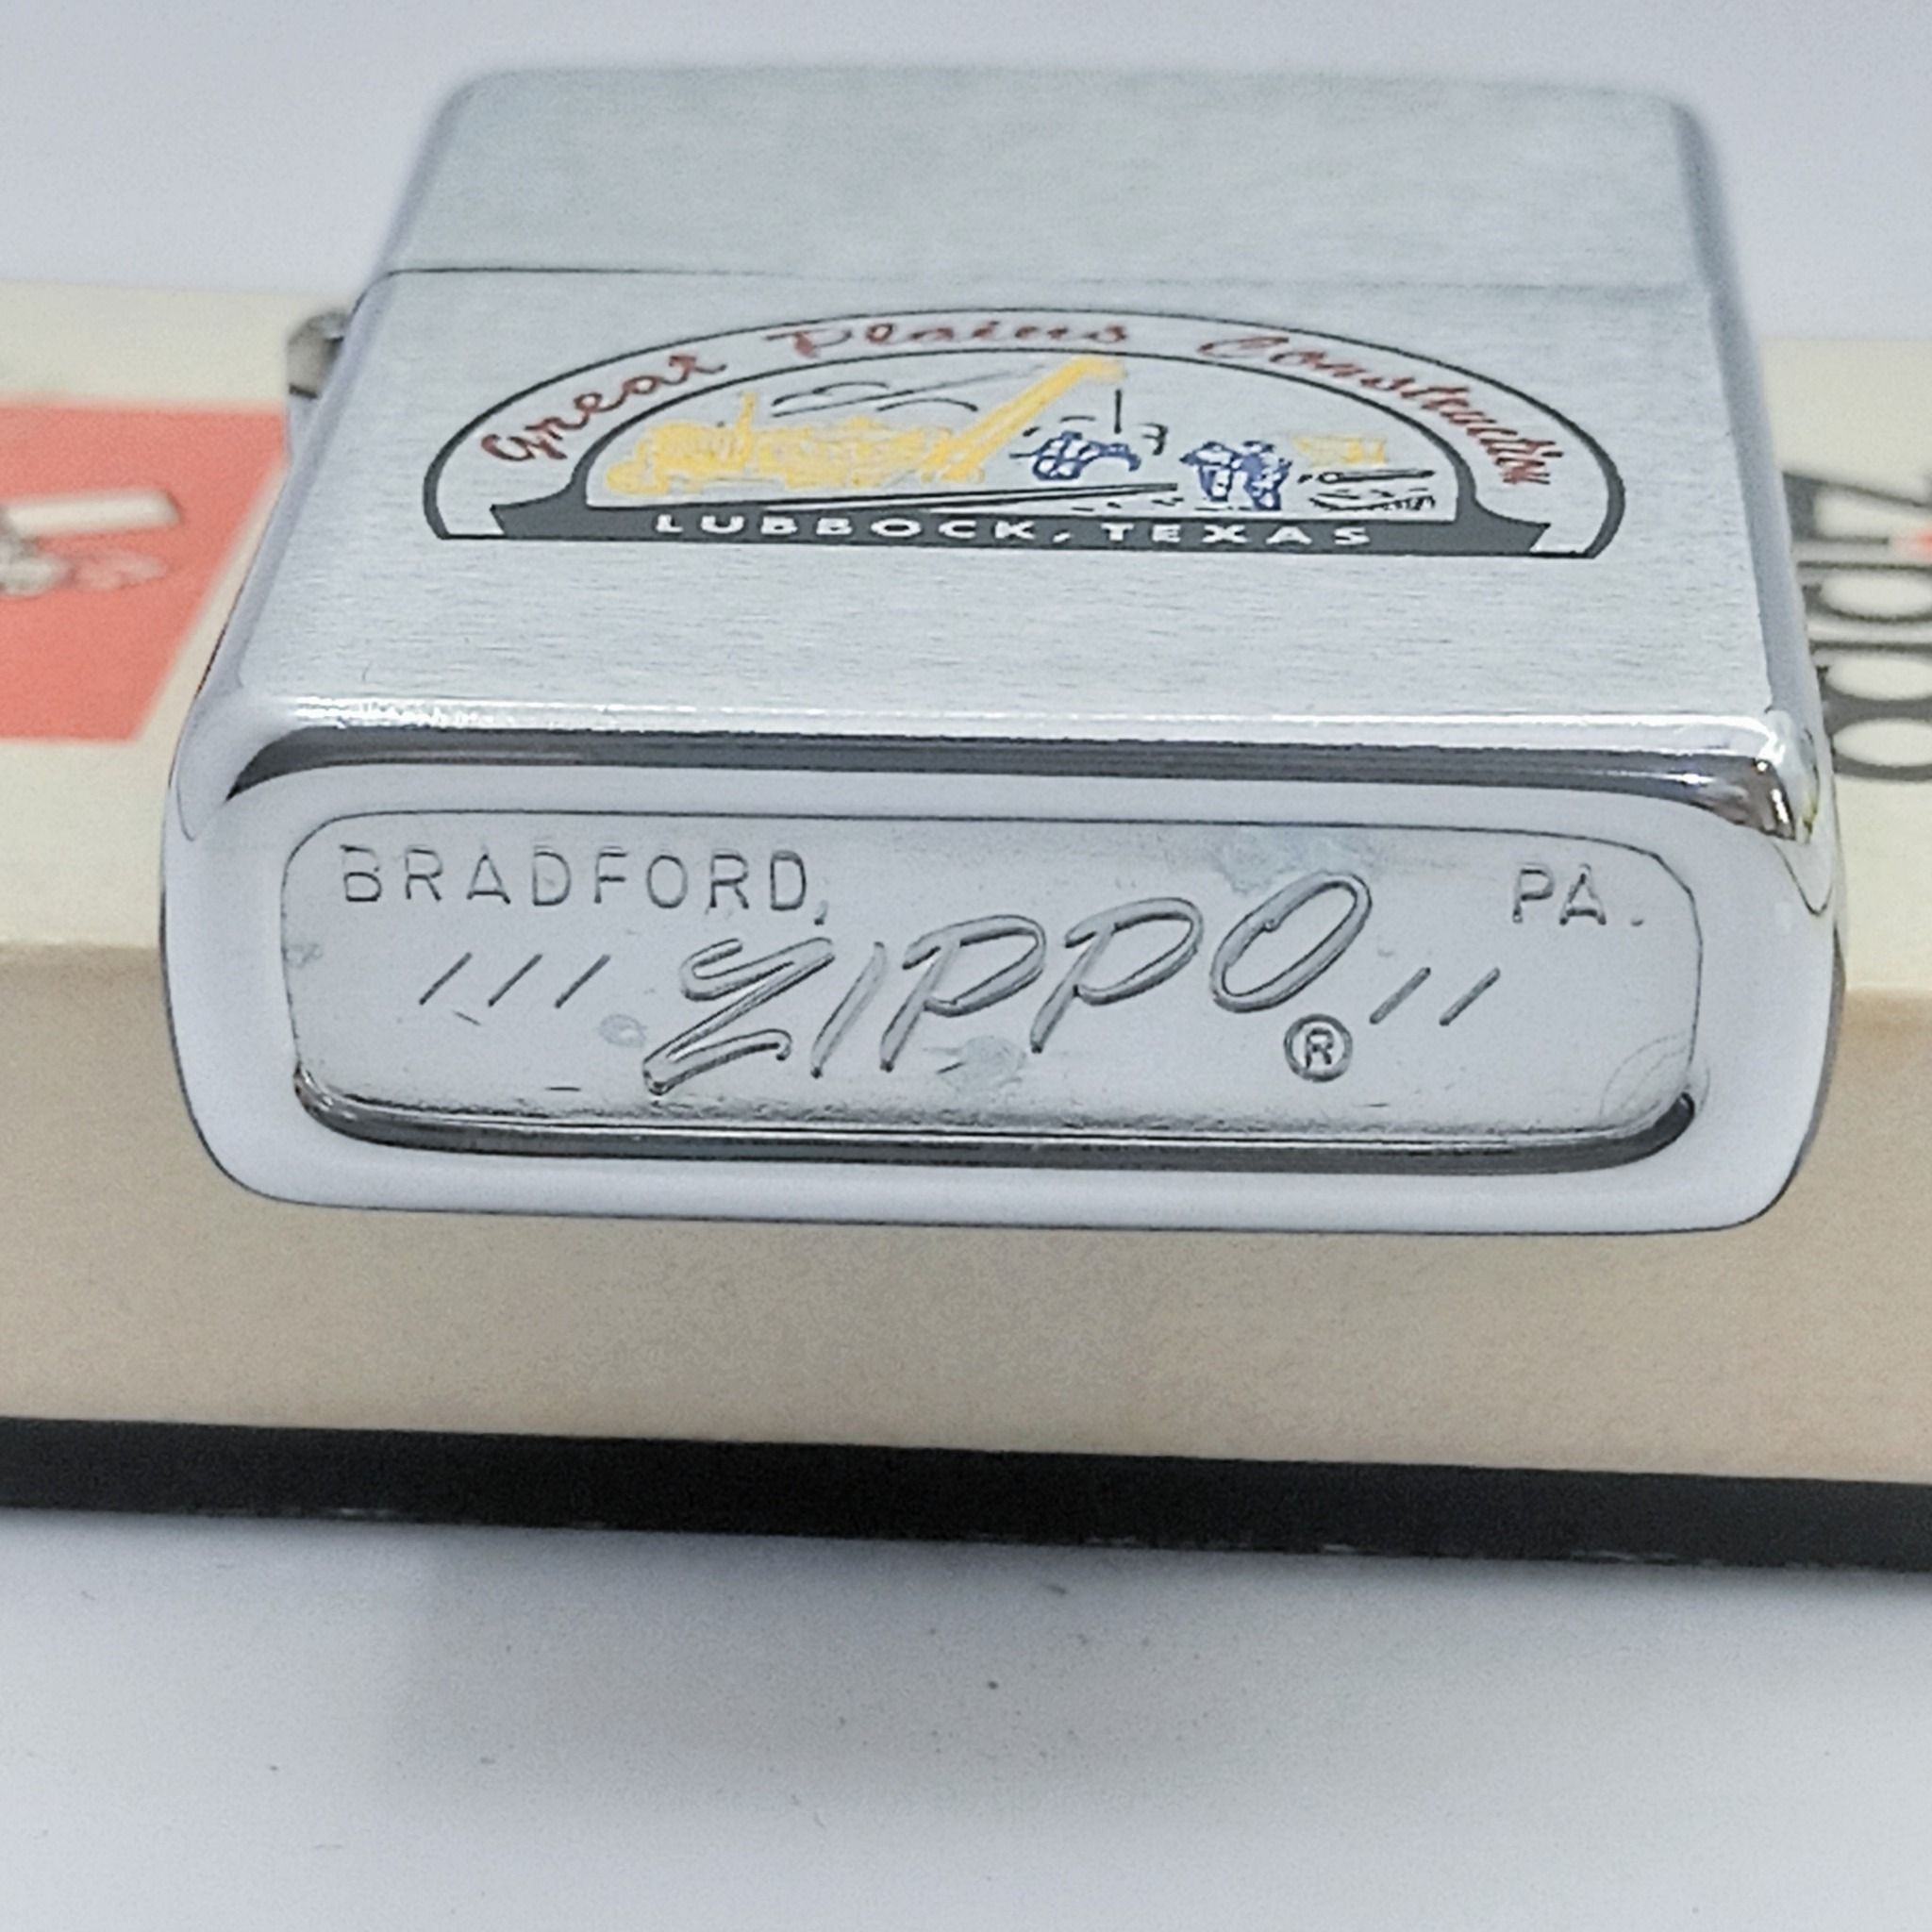 Great Plains Construction
LUBBOCK, TEXAS
BRADFORD, PA.
/// ZIPPO ® //